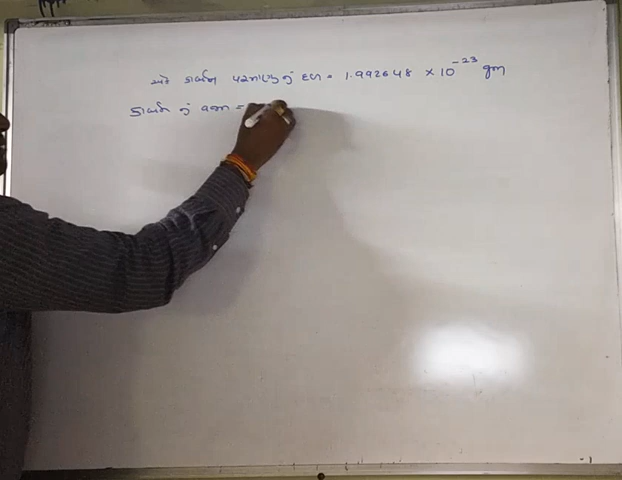 એક કાર્બન પરમાણુનું દળ = 1.992648 × 10⁻²³ gm
કાર્બન નું વજન =